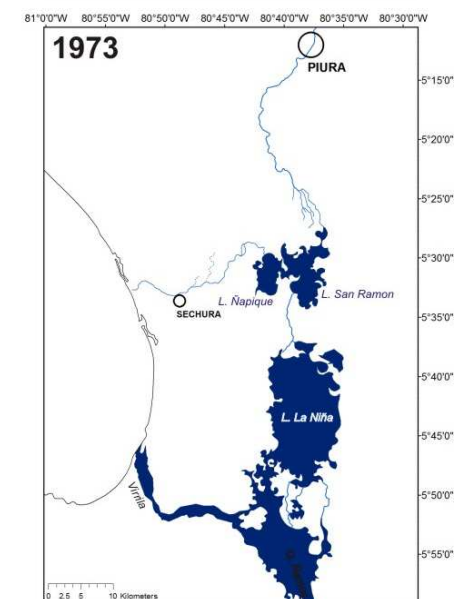 81°0'0"W 80°55'0"W 80°50'0"W 80°45'0"W 80°40'0"W 80°35'0"W 80°30'0"W
1973
PIURA
5°15'0"
5°20'0"
5°25'0"
5°30'0"
L. Ñapique
L. San Ramon
SECHURA
5°35'0"
5°40'0"
L. La Niña
5°45'0"
Virrila
5°50'0"
5°55'0"
0 2.5 5 10 Kilometers